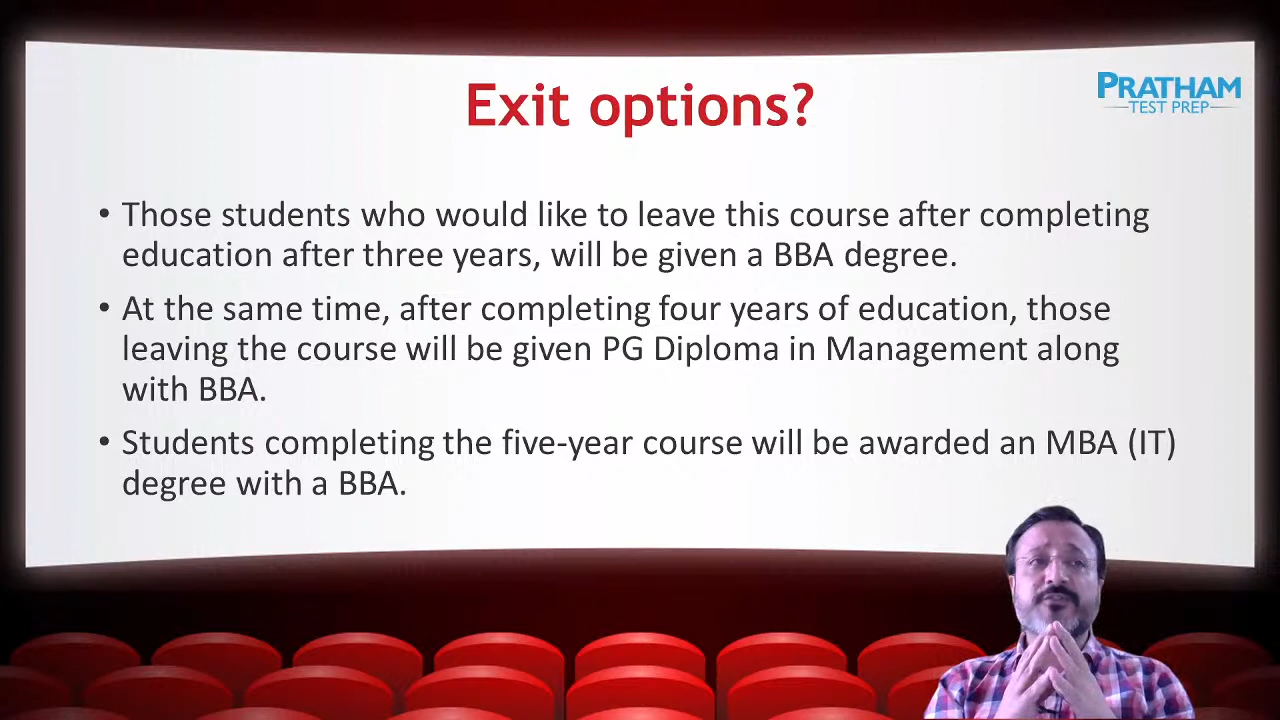 Exit options?
PRATHAM
TEST PREP
• Those students who would like to leave this course after completing
education after three years, will be given a BBA degree.
• At the same time, after completing four years of education, those
leaving the course will be given PG Diploma in Management along
with BBA.
• Students completing the five-year course will be awarded an MBA (IT)
degree with a BBA.